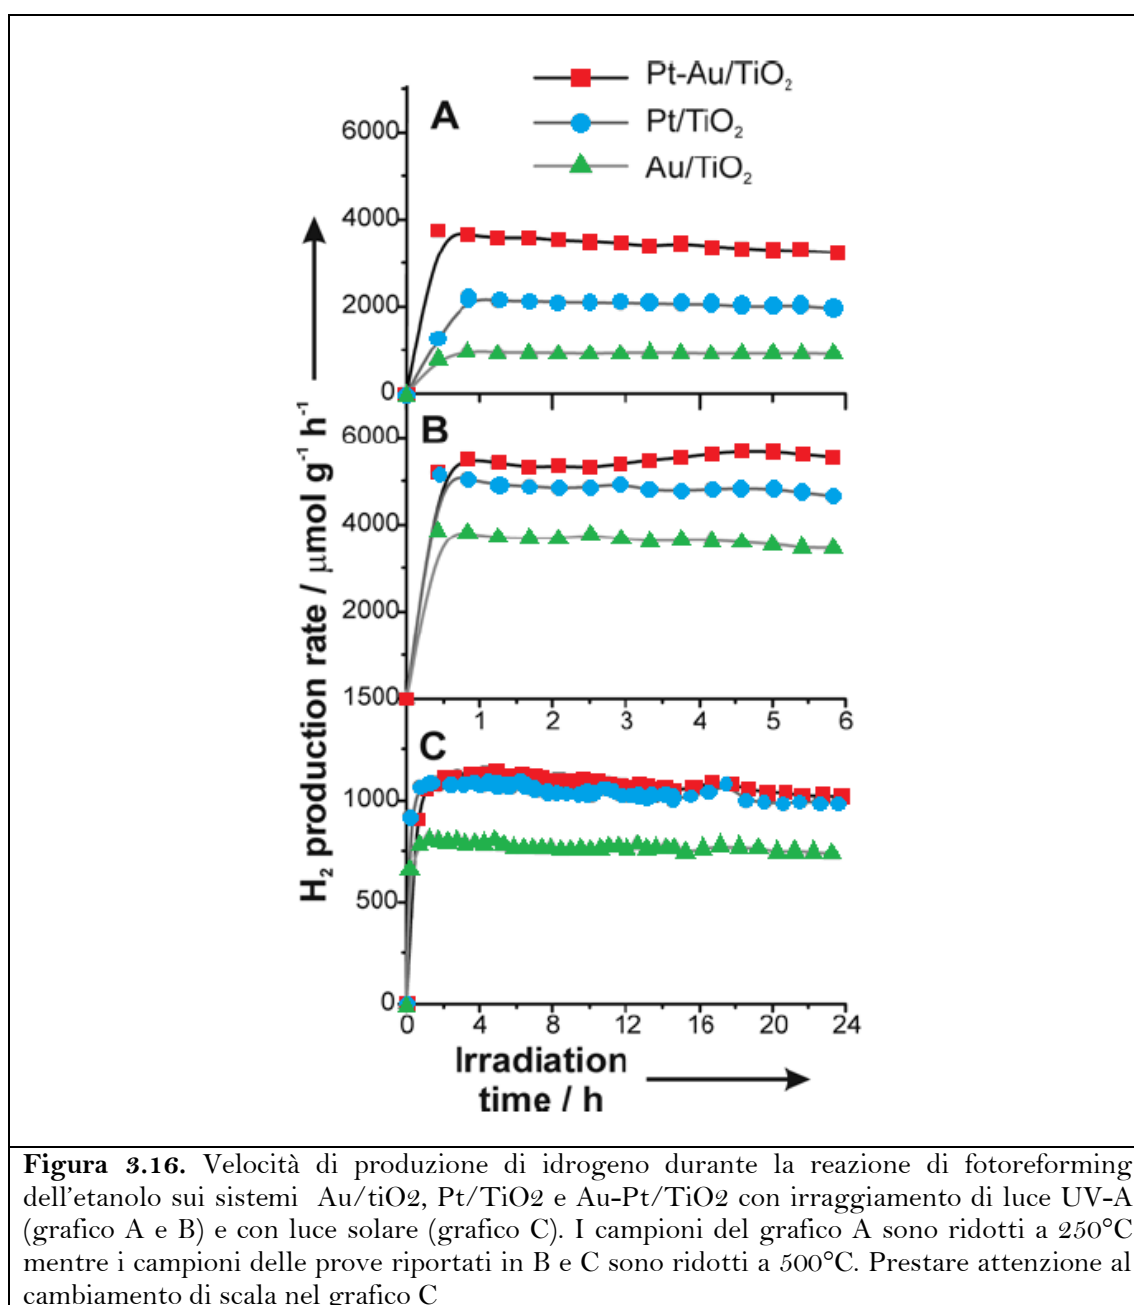 Pt-Au/TiO₂
Pt/TiO₂
Au/TiO₂
A
6000
4000
2000
0
B
6000
4000
2000
1500
1 2 3 4 5 6
C
1000
500
0
0 4 8 12 16 20 24
H₂ production rate / μmol g⁻¹ h⁻¹
Irradiation
time / h
Figura 3.16. Velocità di produzione di idrogeno durante la reazione di fotoreforming
dell'etanolo sui sistemi Au/tiO2, Pt/TiO2 e Au-Pt/TiO2 con irraggiamento di luce UV-A
(grafico A e B) e con luce solare (grafico C). I campioni del grafico A sono ridotti a 250°C
mentre i campioni delle prove riportati in B e C sono ridotti a 500°C. Prestare attenzione al
cambiamento di scala nel grafico C